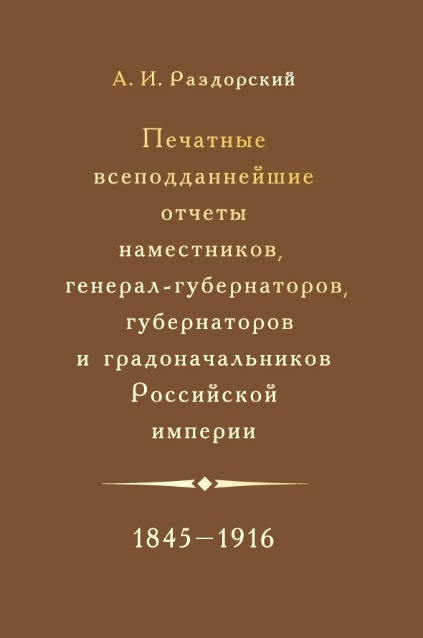 А. И. Раздорский
Печатные
всеподданнейшие
отчеты
наместников,
генерал-губернаторов,
губернаторов
и градоначальников
Российской
империи
1845–1916